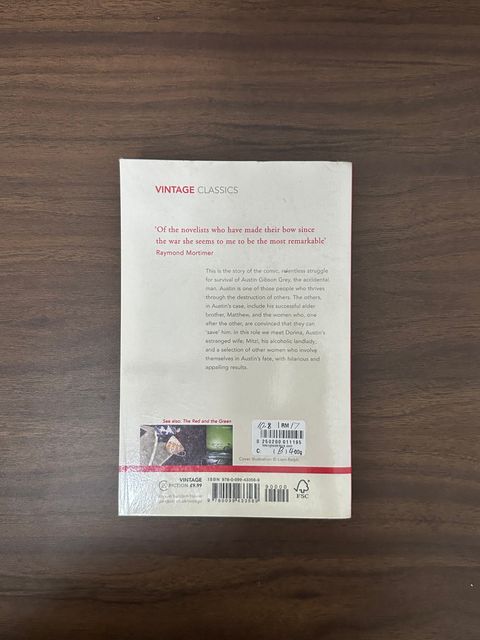 VINTAGE CLASSICS
'Of the novelists who have made their bow since
the war she seems to me to be the most remarkable'
Raymond Mortimer
This is the story of the comic, relentless struggle
for survival of Austin Gibson Grey, the accidental
man. Austin is one of those people who thrives
through the destruction of others. The others,
in Austin's case, include his successful elder
brother, Matthew, and the women who, one
after the other, are convinced that they can
'save' him. In this role we meet Dorina, Austin's
estranged wife; Mitzi, his alcoholic landlady;
and a selection of other women who involve
themselves in Austin's fate, with hilarious and
appalling results.
See also: The Red and the Green
RM 17
Cover illustration © Liam Relph
VINTAGE
FICTION £9.99
ISBN 978-0-099-43356-9
90000
FSC